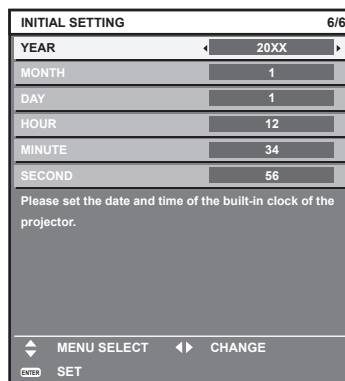 INITIAL SETTING 6/6
YEAR 20XX
MONTH 1
DAY 1
HOUR 12
MINUTE 34
SECOND 56
Please set the date and time of the built-in clock of the
projector.
MENU SELECT CHANGE
ENTER SET